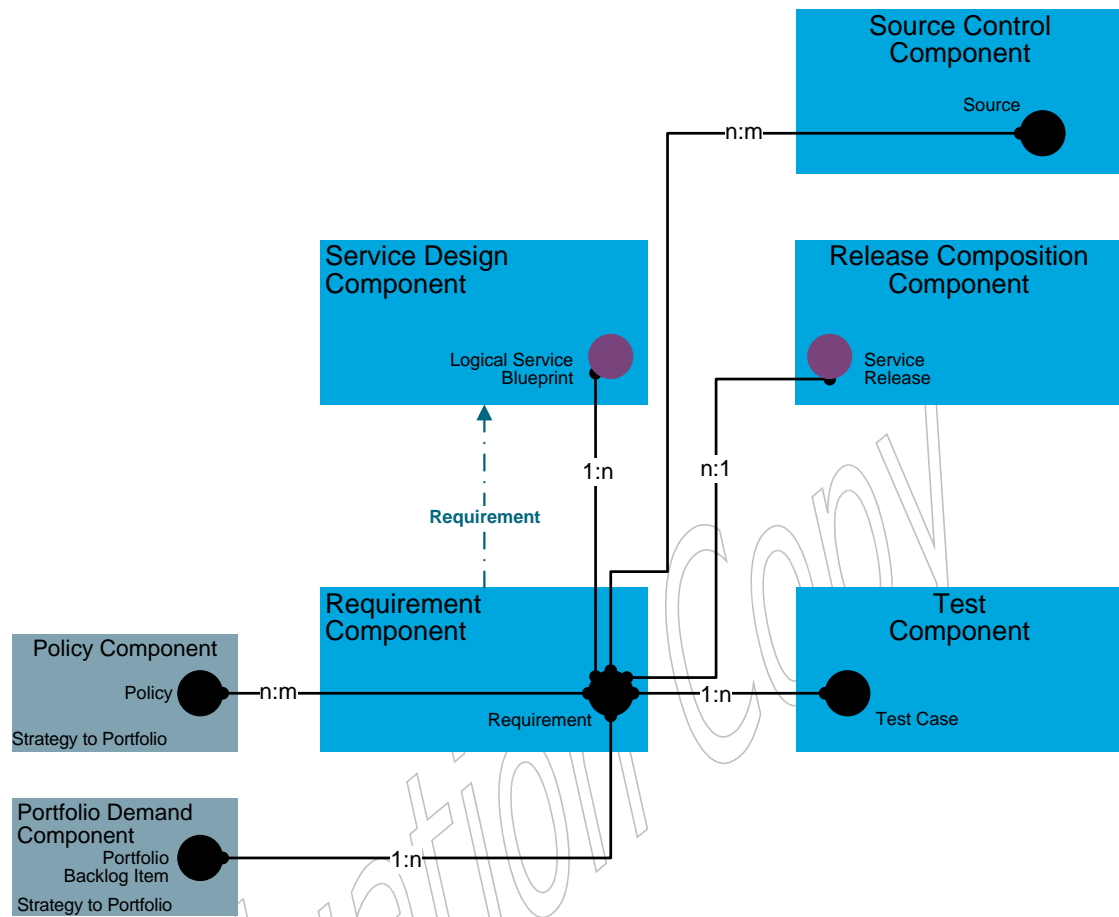 Source Control
Component
Source
n:m
Service Design
Component
Logical Service
Blueprint
Release Composition
Component
Service
Release
1:n
n:1
Requirement
Requirement
Component
Requirement
Test
Component
1:n
Test Case
Policy Component
Policy
n:m
Strategy to Portfolio
Portfolio Demand
Component
Portfolio
Backlog Item
1:n
Strategy to Portfolio
Copy